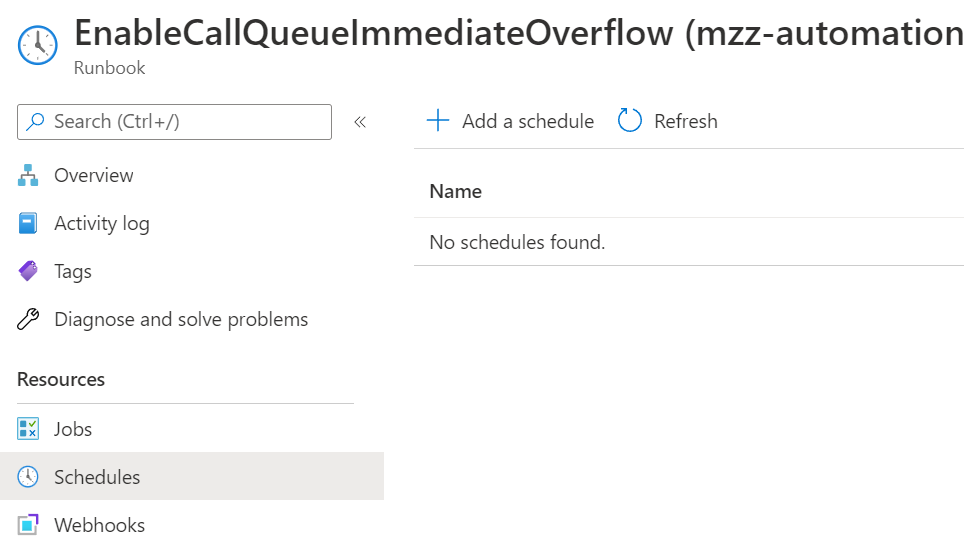 EnableCallQueueImmediateOverflow (mzz-automation
Runbook
Search (Ctrl+/)
«
Add a schedule
Refresh
Overview
Activity log
Tags
Diagnose and solve problems
Resources
Jobs
Schedules
Webhooks
Name
No schedules found.